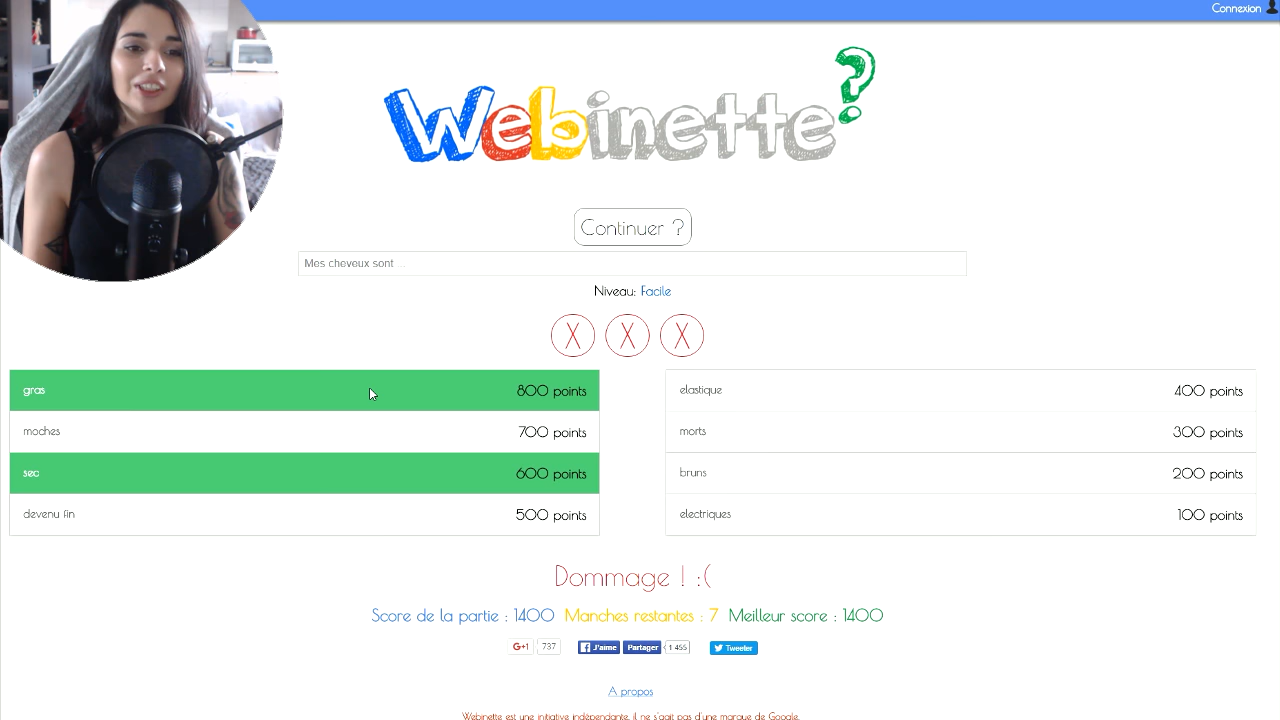 Connexion
Webinette?
Continuer ?
Mes cheveux sont ...
Niveau: Facile
X X X
gras 800 points
moches 700 points
sec 600 points
devenu fin 500 points
elastique 400 points
morts 300 points
bruns 200 points
electriques 100 points
Dommage ! :(
Score de la partie : 1400 Manches restantes : 7 Meilleur score : 1400
G+1 737 J'aime Partager 1 455 Tweeter
A propos
Webinette est une initiative indépendante, il ne s'agit pas d'une marque de Google.